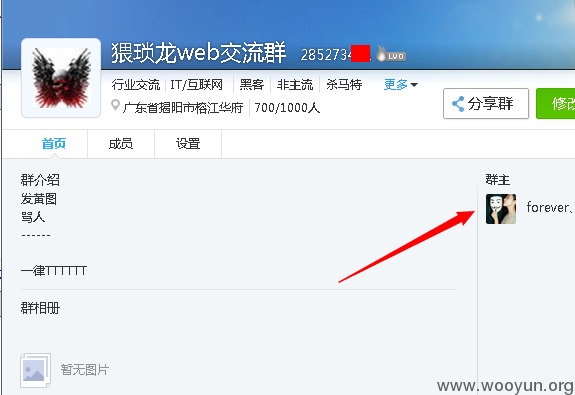 猥琐龙web交流群 2852734 LV0
行业交流 IT/互联网 黑客 非主流 杀马特 更多
广东省揭阳市榕江华府 700/1000人
分享群 修改
首页 成员 设置
群介绍
发黄图
骂人
------
一律TTTTTT
群相册
暂无图片
群主
forever、
www.wooyun.org